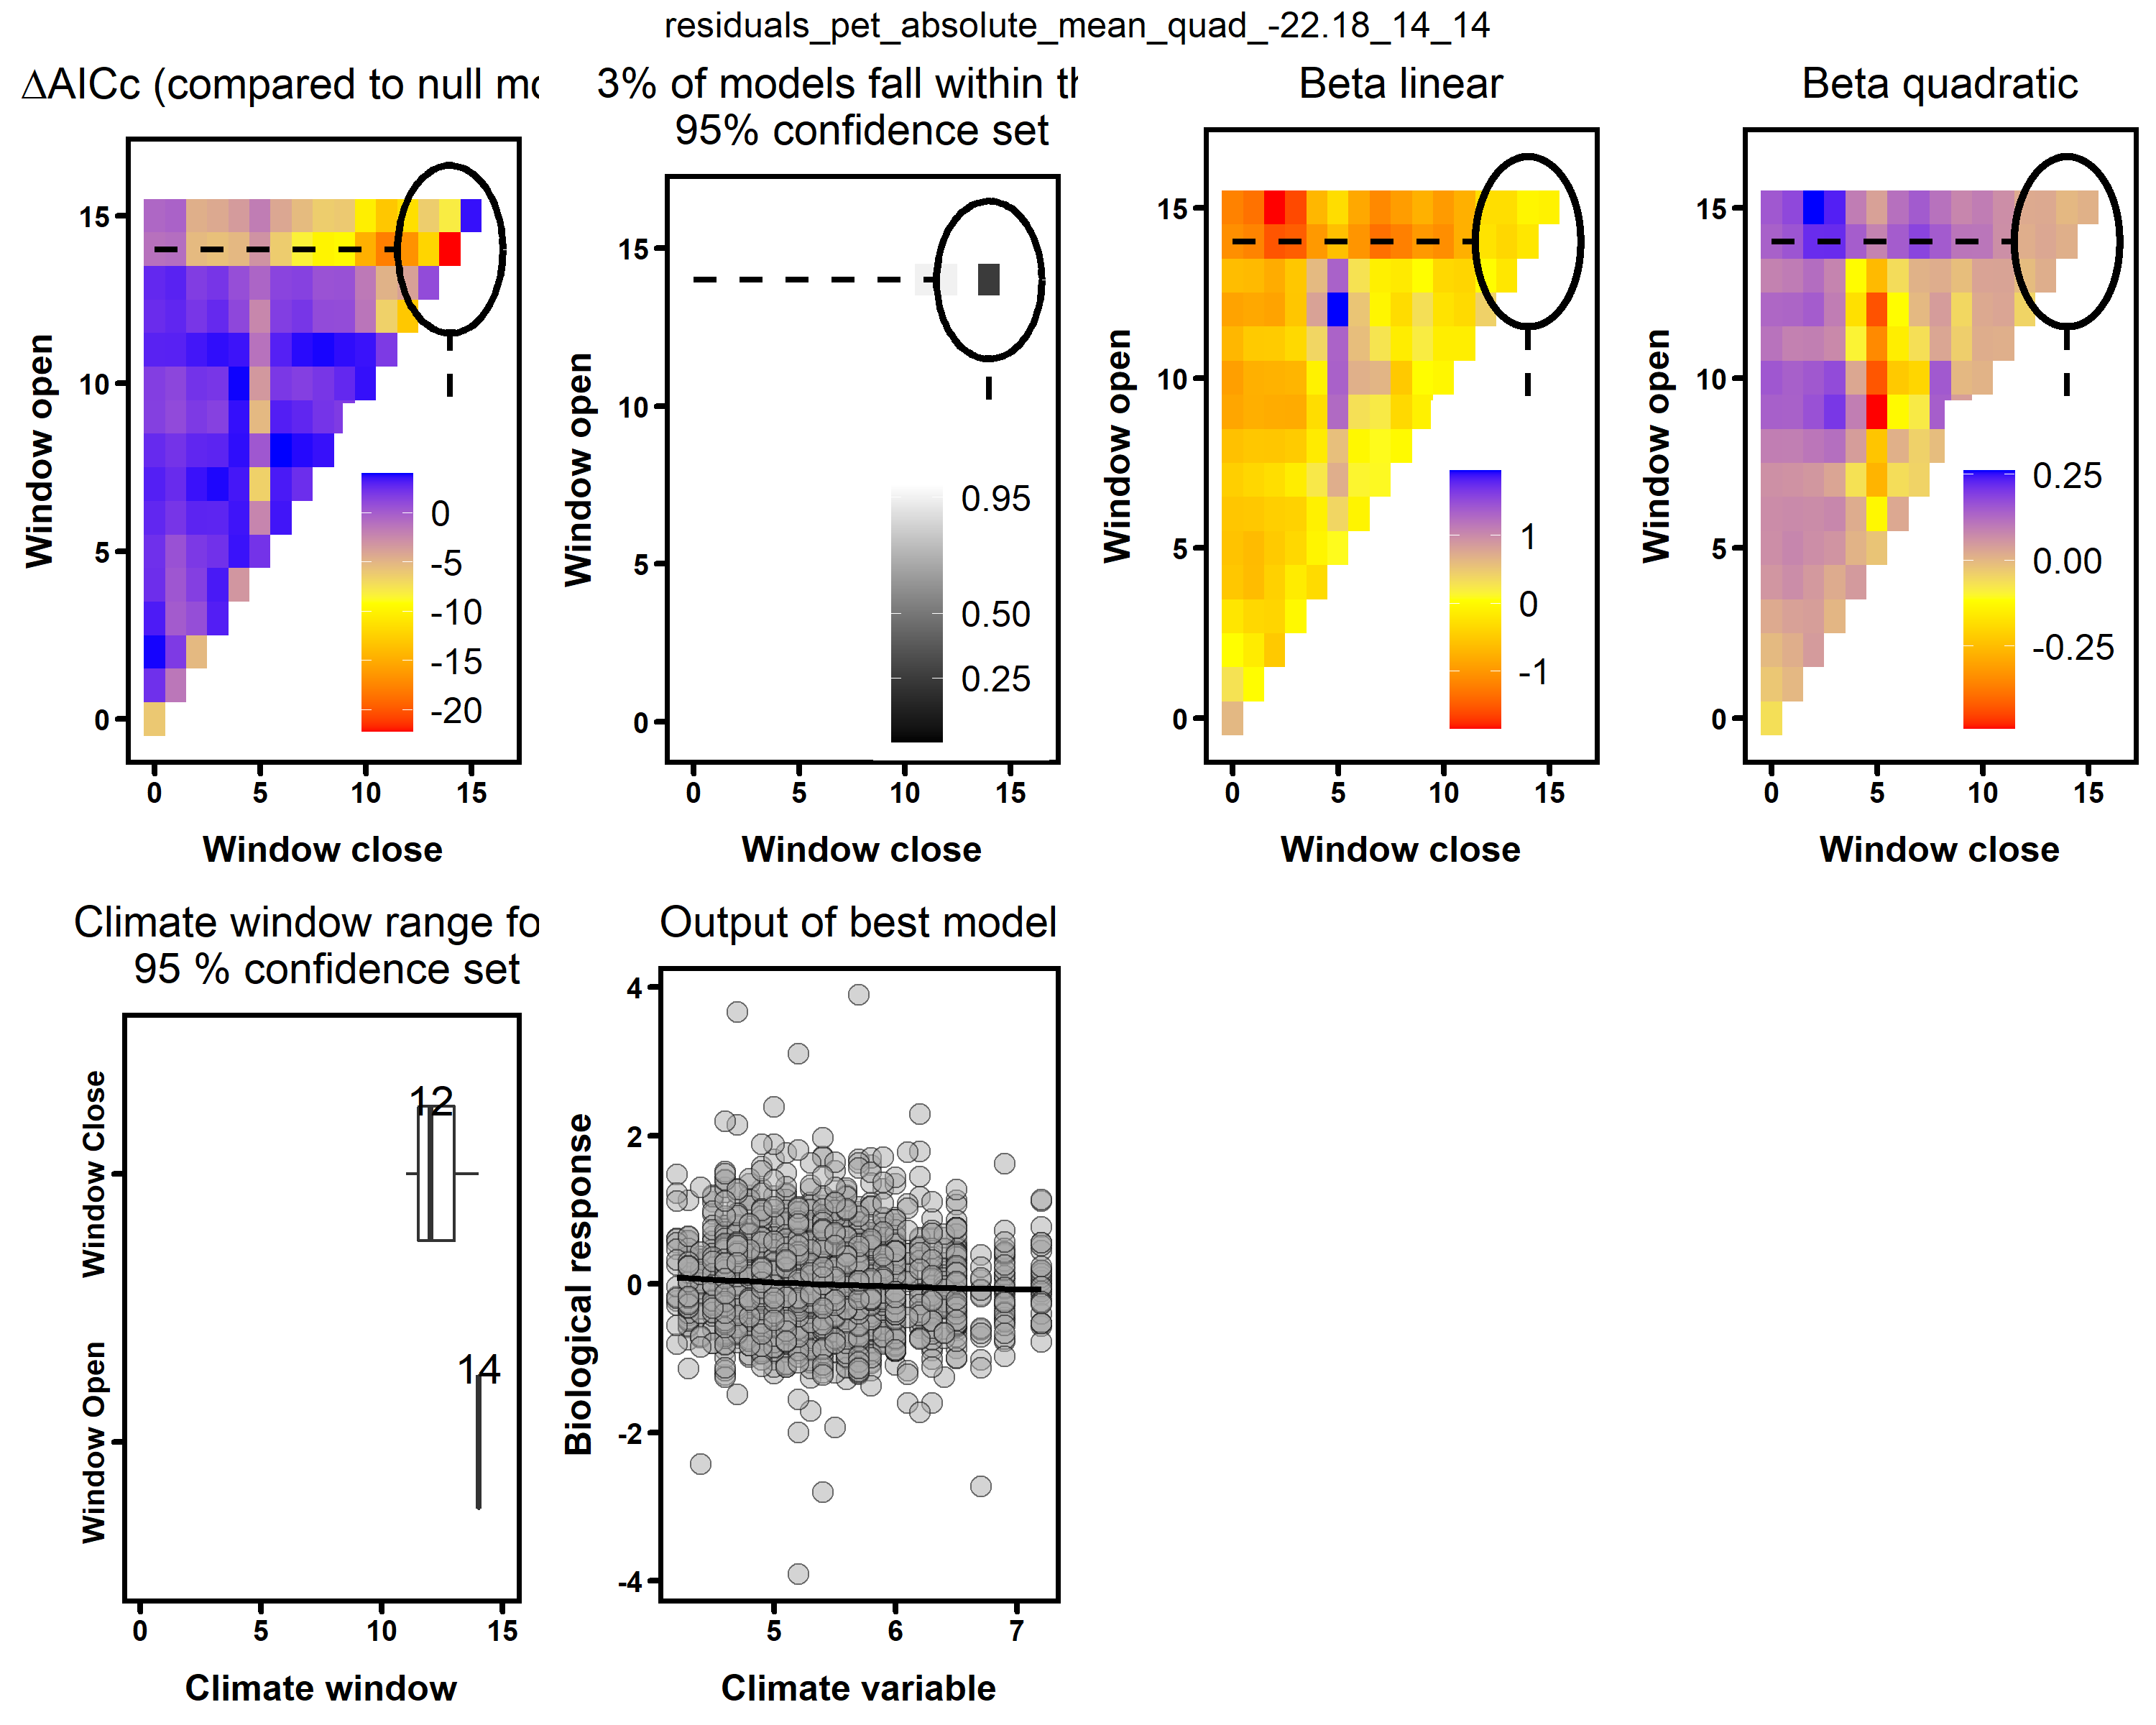 residuals_pet_absolute_mean_quad_-22.18_14_14
ΔAICc (compared to null mo
15
10
5
0
0
-5
-10
-15
-20
0 5 10 15
Window open
Window close
3% of models fall within th
95% confidence set
15
10
5
0
0.95
0.50
0.25
0 5 10 15
Window open
Window close
Beta linear
15
10
5
0
1
0
-1
0 5 10 15
Window open
Window close
Beta quadratic
15
10
5
0
0.25
0.00
-0.25
0 5 10 15
Window open
Window close
Climate window range fo
95 % confidence set
Window Close
12
Window Open
14
0 5 10 15
Climate window
Output of best model
4
2
0
-2
-4
Biological response
5 6 7
Climate variable